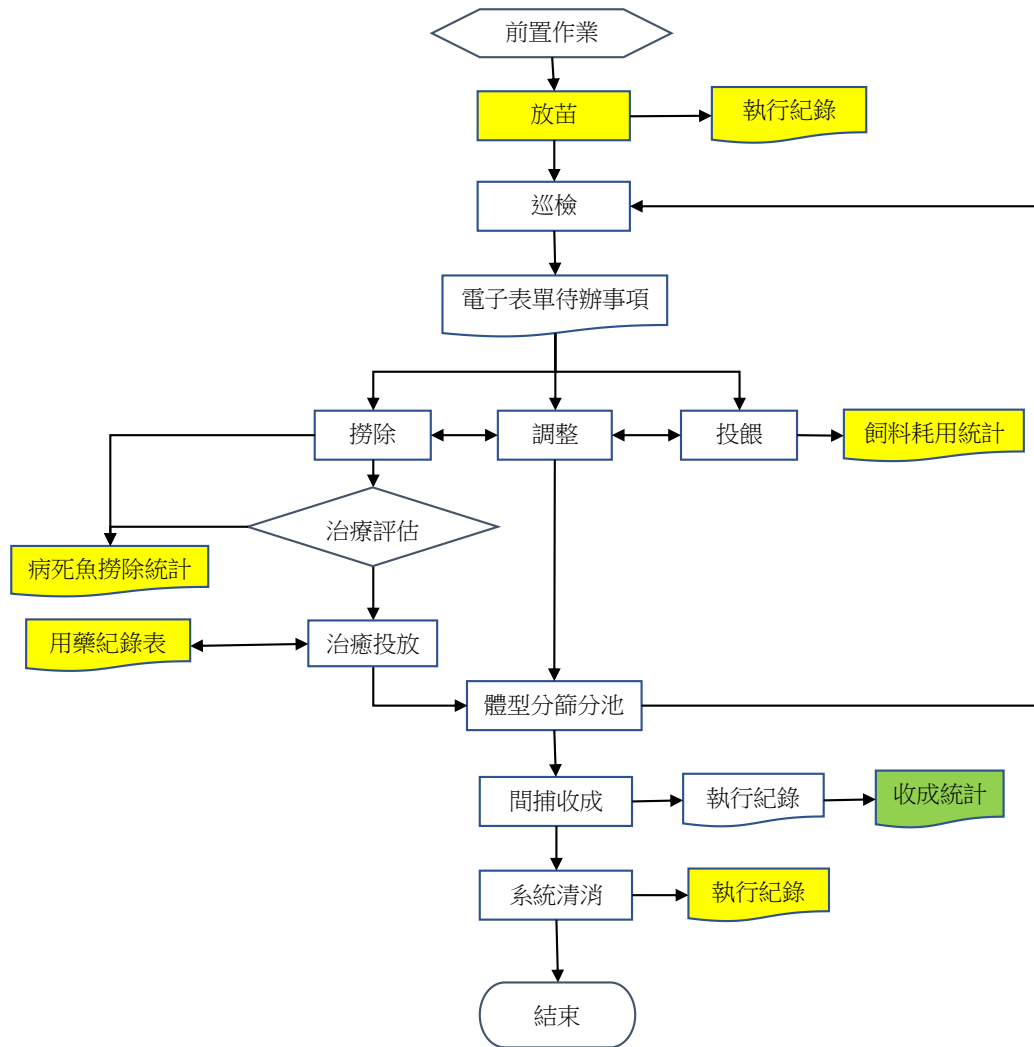 前置作業
放苗
執行紀錄
巡檢
電子表單待辦事項
撈除
調整
投餵
飼料耗用統計
治療評估
病死魚撈除統計
用藥紀錄表
治癒投放
體型分篩分池
間捕收成
執行紀錄
收成統計
系統清消
執行紀錄
結束